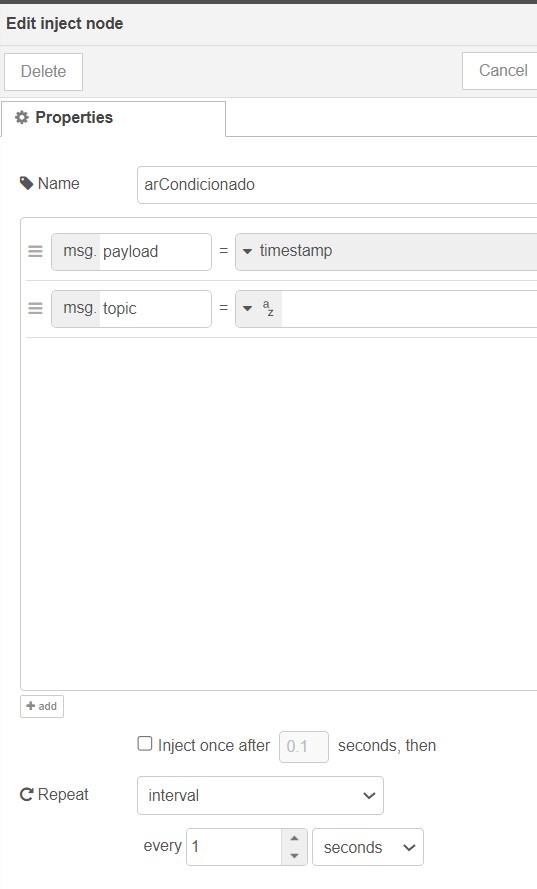 Edit inject node
Delete Cancel
Properties
Name arCondicionado
msg. payload = timestamp
msg. topic = az
add
Inject once after 0.1 seconds, then
Repeat interval
every 1 seconds